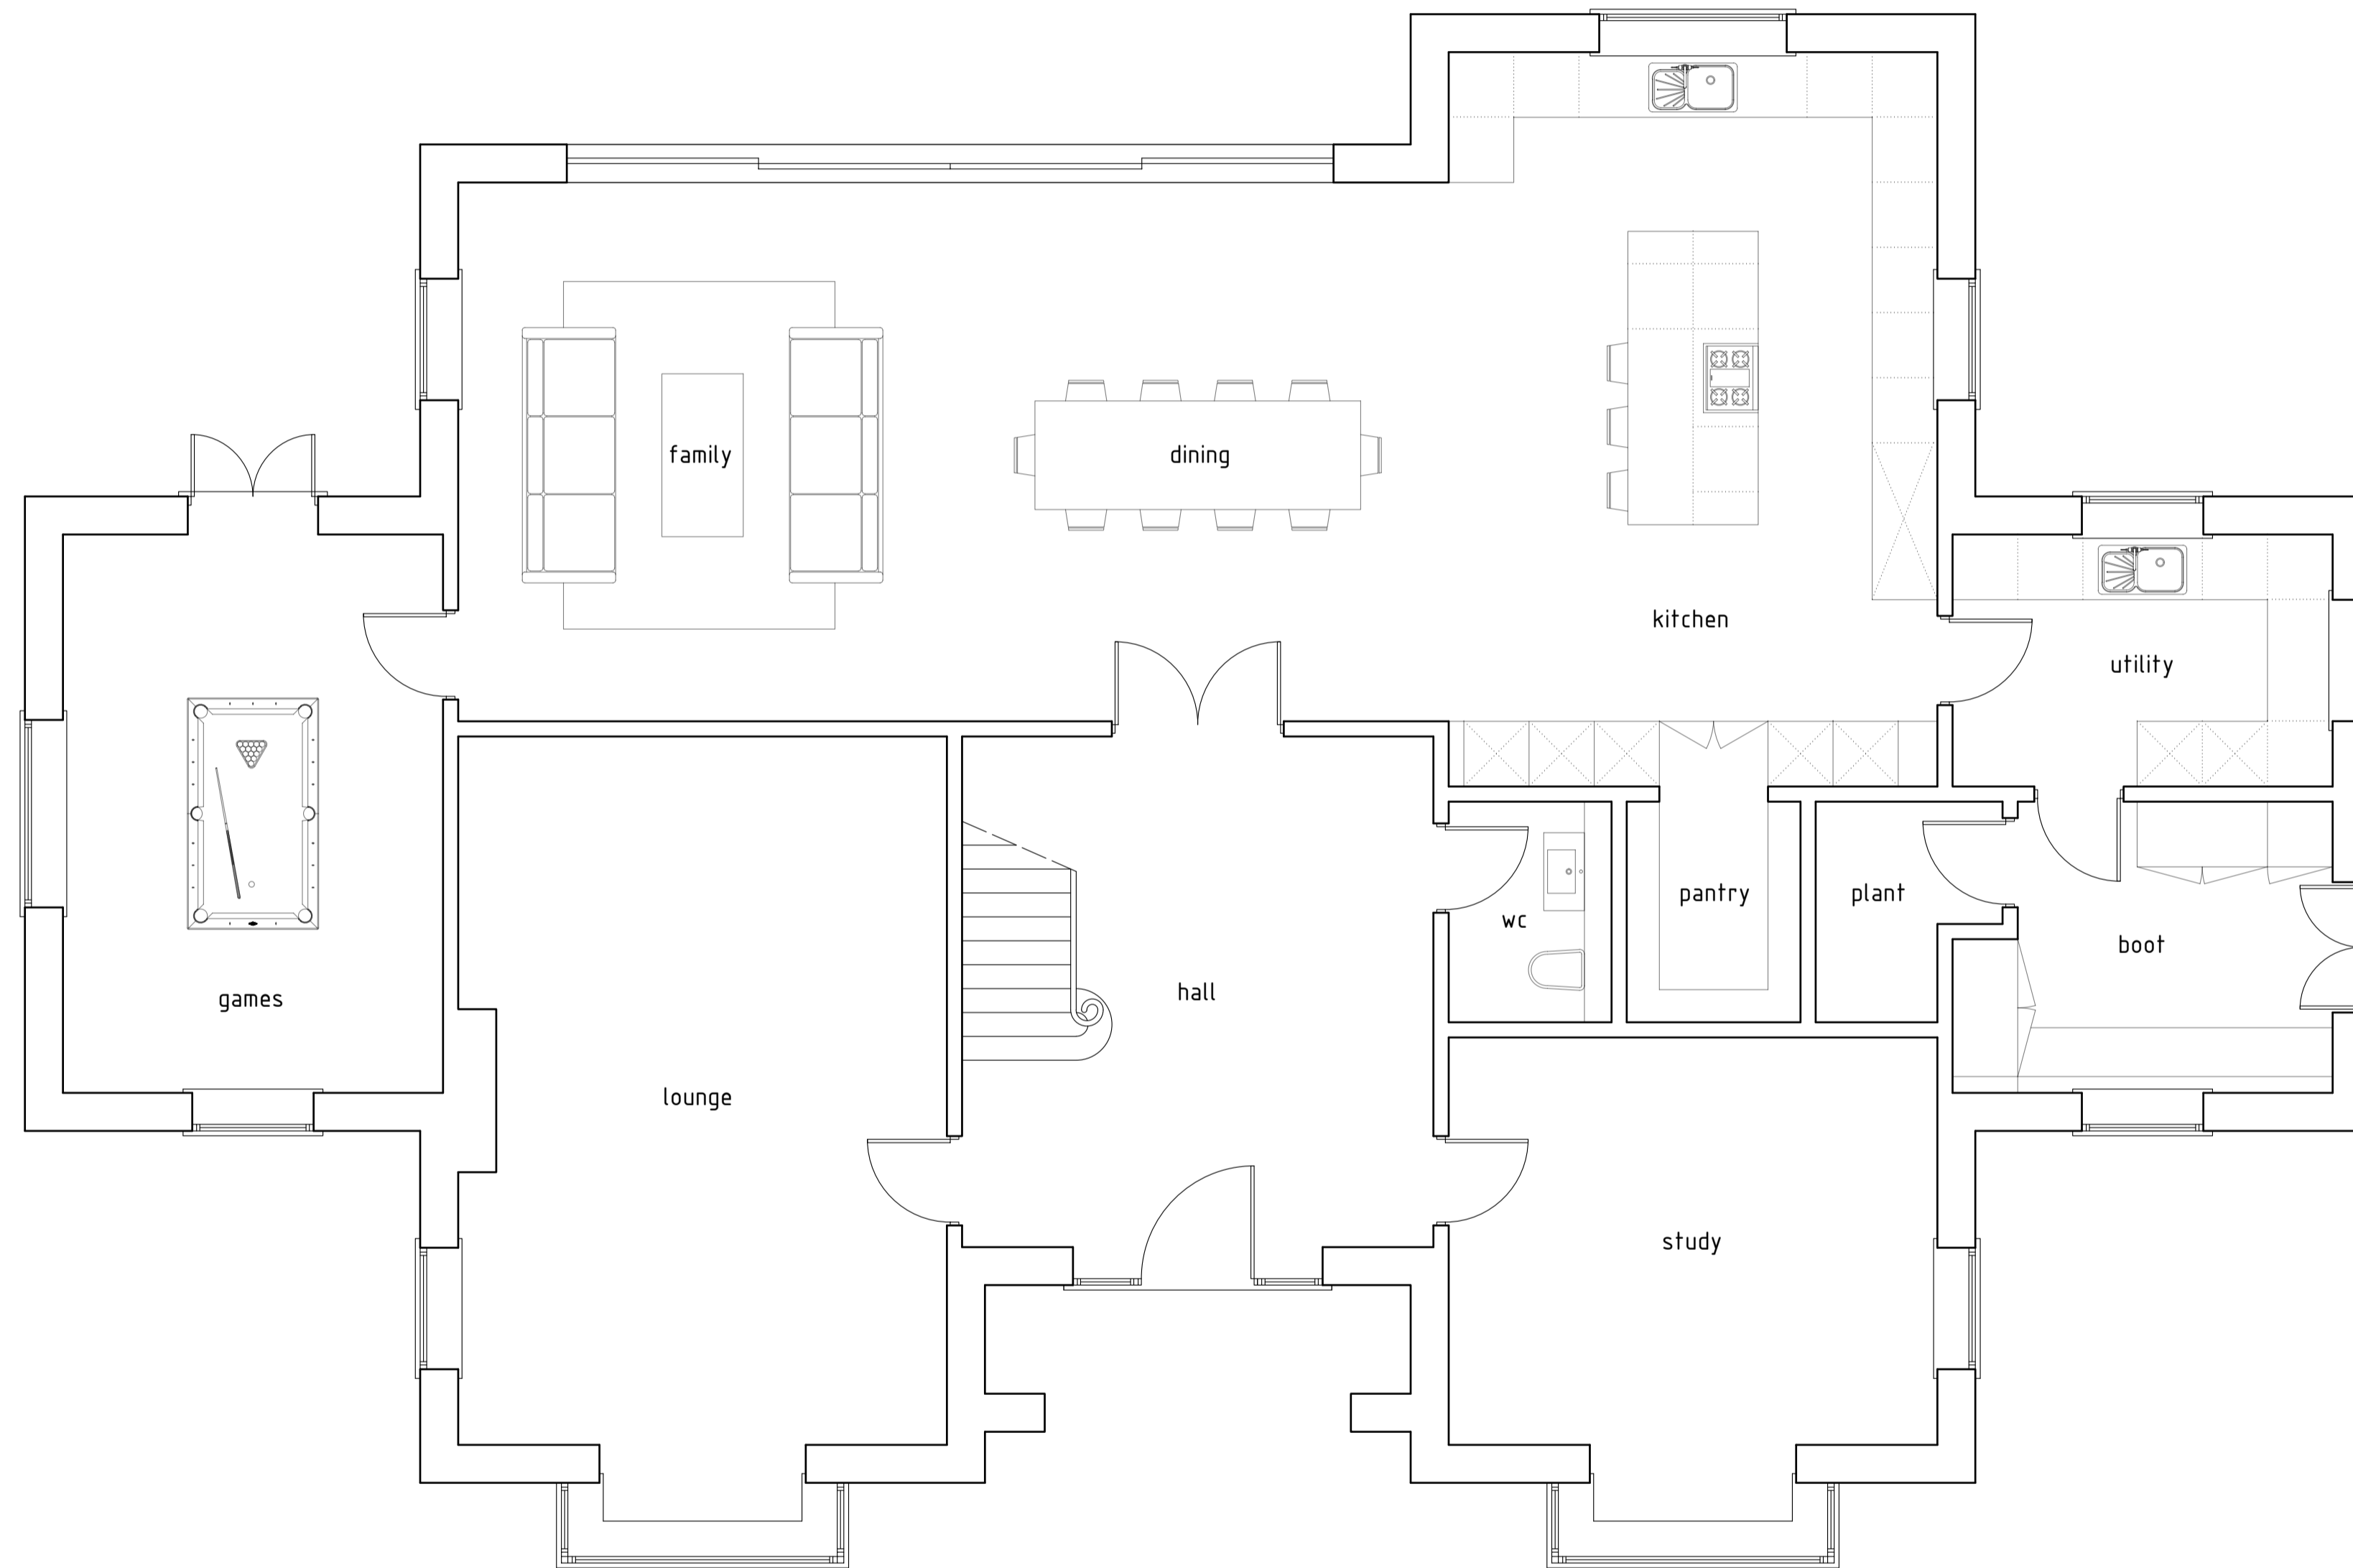 family
dining
kitchen
utility
games
lounge
hall
wc
pantry
plant
boot
study